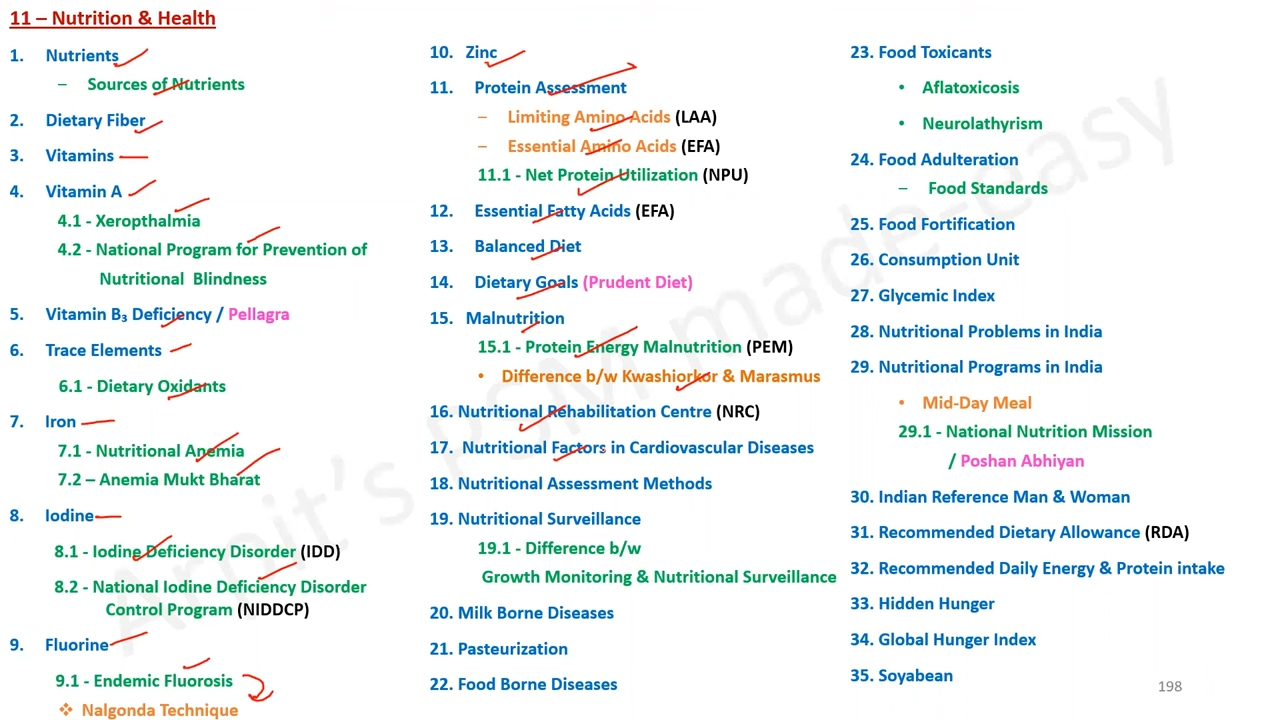 11 – Nutrition & Health
1. Nutrients
– Sources of Nutrients
2. Dietary Fiber
3. Vitamins
4. Vitamin A
4.1 - Xeropthalmia
4.2 - National Program for Prevention of
Nutritional Blindness
5. Vitamin B₃ Deficiency / Pellagra
6. Trace Elements
6.1 - Dietary Oxidants
7. Iron
7.1 - Nutritional Anemia
7.2 – Anemia Mukt Bharat
8. Iodine
8.1 - Iodine Deficiency Disorder (IDD)
8.2 - National Iodine Deficiency Disorder
Control Program (NIDDCP)
9. Fluorine
9.1 - Endemic Fluorosis
❖ Nalgonda Technique
10. Zinc
11. Protein Assessment
– Limiting Amino Acids (LAA)
– Essential Amino Acids (EFA)
11.1 - Net Protein Utilization (NPU)
12. Essential Fatty Acids (EFA)
13. Balanced Diet
14. Dietary Goals (Prudent Diet)
15. Malnutrition
15.1 - Protein Energy Malnutrition (PEM)
• Difference b/w Kwashiorkor & Marasmus
16. Nutritional Rehabilitation Centre (NRC)
17. Nutritional Factors in Cardiovascular Diseases
18. Nutritional Assessment Methods
19. Nutritional Surveillance
19.1 - Difference b/w
Growth Monitoring & Nutritional Surveillance
20. Milk Borne Diseases
21. Pasteurization
22. Food Borne Diseases
23. Food Toxicants
• Aflatoxicosis
• Neurolathyrism
24. Food Adulteration
– Food Standards
25. Food Fortification
26. Consumption Unit
27. Glycemic Index
28. Nutritional Problems in India
29. Nutritional Programs in India
• Mid-Day Meal
29.1 - National Nutrition Mission
/ Poshan Abhiyan
30. Indian Reference Man & Woman
31. Recommended Dietary Allowance (RDA)
32. Recommended Daily Energy & Protein intake
33. Hidden Hunger
34. Global Hunger Index
35. Soyabean
198
Arpit's PSM made-easy